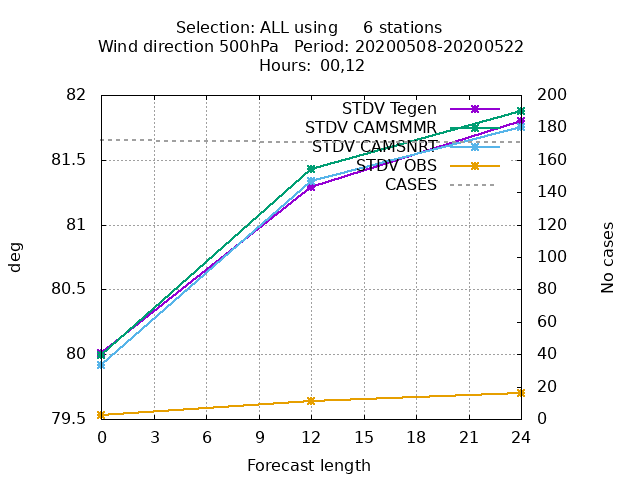 Selection: ALL using     6 stations
Wind direction 500hPa   Period: 20200508-20200522
Hours: 00,12
82
81.5
81
80.5
80
79.5
deg
200
180
160
140
120
100
80
60
40
20
0
No cases
STDV Tegen
STDV CAMSMMR
STDV CAMSNRT
STDV OBS
CASES
0 3 6 9 12 15 18 21 24
Forecast length